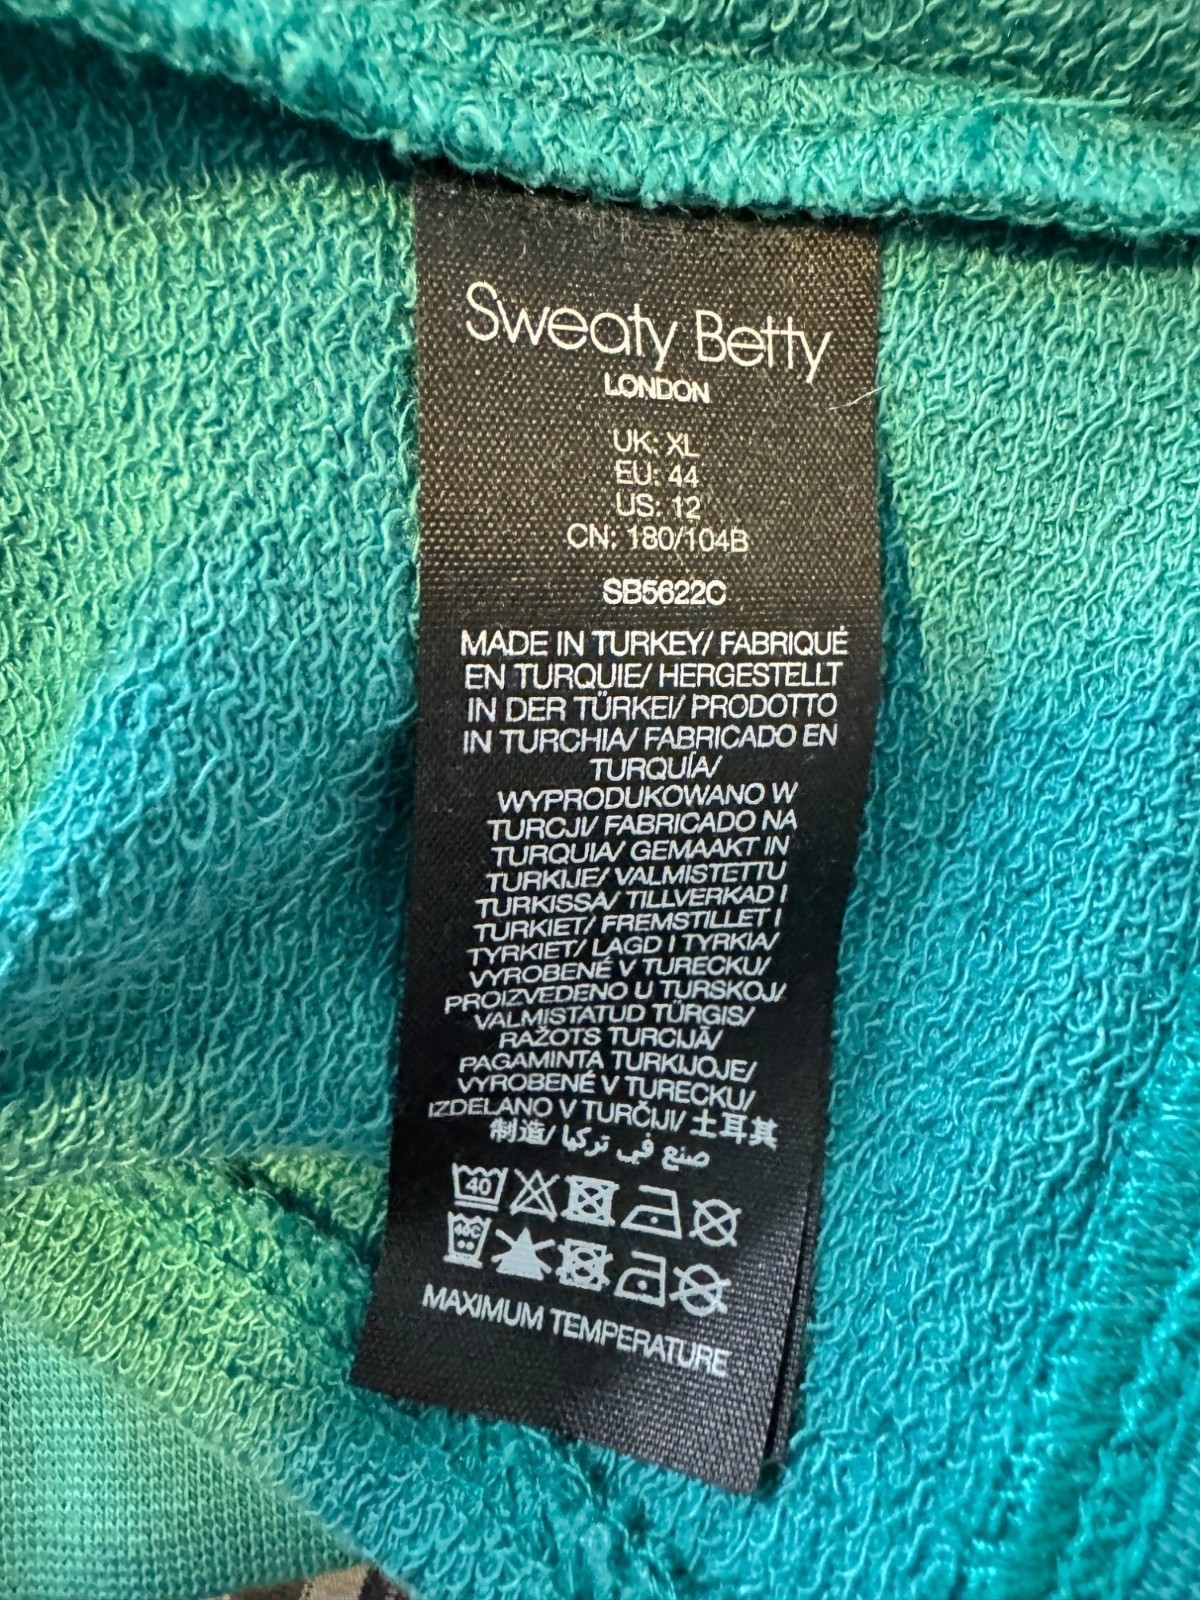 Sweaty Betty
LONDON
UK: XL
EU: 44
US: 12
CN: 180/104B
SB5622C
MADE IN TURKEY/ FABRIQUÉ
EN TURQUIE/ HERGESTELLT
IN DER TÜRKEI/ PRODOTTO
IN TURCHIA/ FABRICADO EN
TURQUÍA/
WYPRODUKOWANO W
TURCJI/ FABRICADO NA
TURQUIA/ GEMAAKT IN
TURKIJE/ VALMISTETTU
TURKISSA/ TILLVERKAD I
TURKIET/ FREMSTILLET I
TYRKIET/ LAGD I TYRKIA/
VYROBENÉ V TURECKU/
PROIZVEDENO U TURSKOJ/
VALMISTATUD TÜRGIS/
RAŽOTS TURCIJĀ/
PAGAMINTA TURKIJOJE/
VYROBENÉ V TURECKU/
IZDELANO V TURČIJI/ 土耳其
制造/ صنع في تركيا
40
40C
MAXIMUM TEMPERATURE